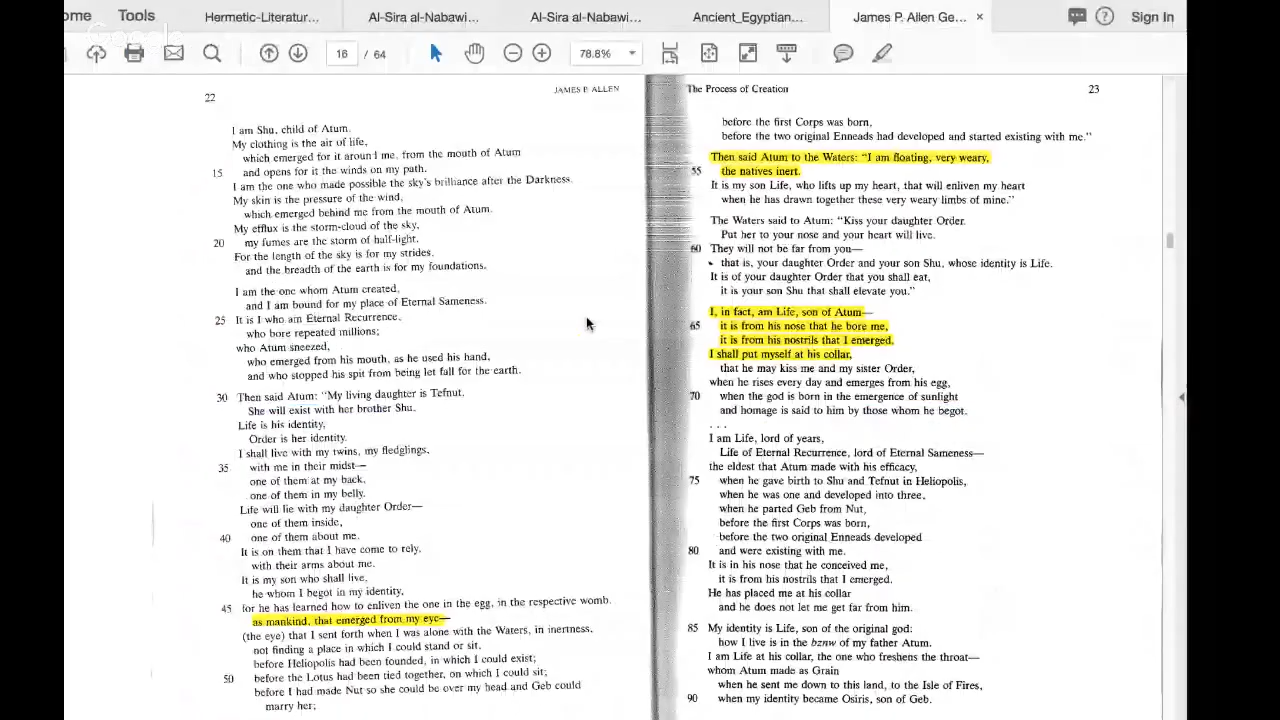 ome
Tools
Hermetic-Literatur...
Al-Sira al-Nabawi...
Al-Sira al-Nabawi...
Ancient_Egyptian...
James P. Allen Ge...
×
Sign In
Google
16 / 64
78.8%
22
JAMES P. ALLEN
I am Shu, child of Atum.
My clothing is the air of life,
which emerged for it around me, from the mouth of Atum
15 and opens for it the winds on my path.
I am the one who made possible the sky's brilliance after the Darkness.
My skin is the pressure of the wind,
which emerged behind me from the mouth of Atum.
My efflux is the storm-cloud of the sky,
20 my fumes are the storm of half-light.
For the length of the sky is for my strides,
and the breadth of the earth is for my foundations.
I am the one whom Atum created,
and I am bound for my place of Eternal Sameness.
25 It is I who am Eternal Recurrence,
who bore repeated millions;
who Atum sneezed,
who emerged from his mouth, as he used his hand,
and who stopped his spit from being let fall for the earth.
30 Then said Atum: "My living daughter is Tefnut.
She will exist with her brother Shu.
Life is his identity,
Order is her identity.
I shall live with my twins, my fledglings,
35 with me in their midst—
one of them at my back,
one of them in my belly.
Life will lie with my daughter Order—
one of them inside,
40 one of them about me.
It is on them that I have come to rely,
with their arms about me.
It is my son who shall live,
he whom I begot in my identity,
45 for he has learned how to enliven the one in the egg, in the respective womb.
as mankind, that emerged from my eye—
(the eye) that I sent forth when I was alone with the Waters, in inertness,
not finding a place in which I could stand or sit,
before Heliopolis had been founded, in which I could exist;
50 before the Lotus had been tied together, on which I could sit;
before I had made Nut so she could be over my head and Geb could
marry her;
The Process of Creation
23
before the first Corps was born,
before the two original Enneads had developed and started existing with me."
Then said Atum to the Waters: "I am floating, very weary,
55 the natives inert.
It is my son Life, who lifts up my heart, that will enliven my heart
when he has drawn together these very weary limbs of mine."
The Waters said to Atum: "Kiss your daughter Order.
Put her to your nose and your heart will live.
60 They will not be far from you—
that is, your daughter Order and your son Shu, whose identity is Life.
It is of your daughter Order that you shall eat,
it is your son Shu that shall elevate you."
I, in fact, am Life, son of Atum—
65 it is from his nose that he bore me,
it is from his nostrils that I emerged.
I shall put myself at his collar,
that he may kiss me and my sister Order,
when he rises every day and emerges from his egg,
70 when the god is born in the emergence of sunlight
and homage is said to him by those whom he begot.
. . .
I am Life, lord of years,
Life of Eternal Recurrence, lord of Eternal Sameness—
the eldest that Atum made with his efficacy,
75 when he gave birth to Shu and Tefnut in Heliopolis,
when he was one and developed into three,
when he parted Geb from Nut,
before the first Corps was born,
before the two original Enneads developed
80 and were existing with me.
It is in his nose that he conceived me,
it is from his nostrils that I emerged.
He has placed me at his collar
and he does not let me get far from him.
85 My identity is Life, son of the original god:
how I live is in the bznw of my father Atum.
I am Life at his collar, the one who freshens the throat—
whom Atum made as Grain
when he sent me down to this land, to the Isle of Fires,
90 when my identity became Osiris, son of Geb.